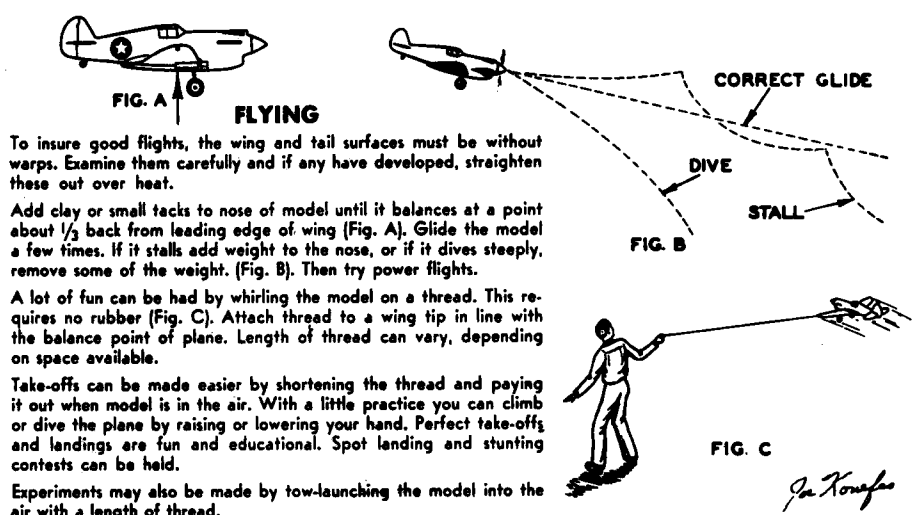 FIG. A
FLYING
To insure good flights, the wing and tail surfaces must be without
warps. Examine them carefully and if any have developed, straighten
these out over heat.
Add clay or small tacks to nose of model until it balances at a point
about 1/3 back from leading edge of wing (Fig. A). Glide the model
a few times. If it stalls add weight to the nose, or if it dives steeply,
remove some of the weight. (Fig. B). Then try power flights.
A lot of fun can be had by whirling the model on a thread. This re-
quires no rubber (Fig. C). Attach thread to a wing tip in line with
the balance point of plane. Length of thread can vary, depending
on space available.
Take-offs can be made easier by shortening the thread and paying
it out when model is in the air. With a little practice you can climb
or dive the plane by raising or lowering your hand. Perfect take-offs
and landings are fun and educational. Spot landing and stunting
contests can be held.
Experiments may also be made by tow-launching the model into the
air with a length of thread.
CORRECT GLIDE
DIVE
STALL
FIG. B
FIG. C
Joe Konefes